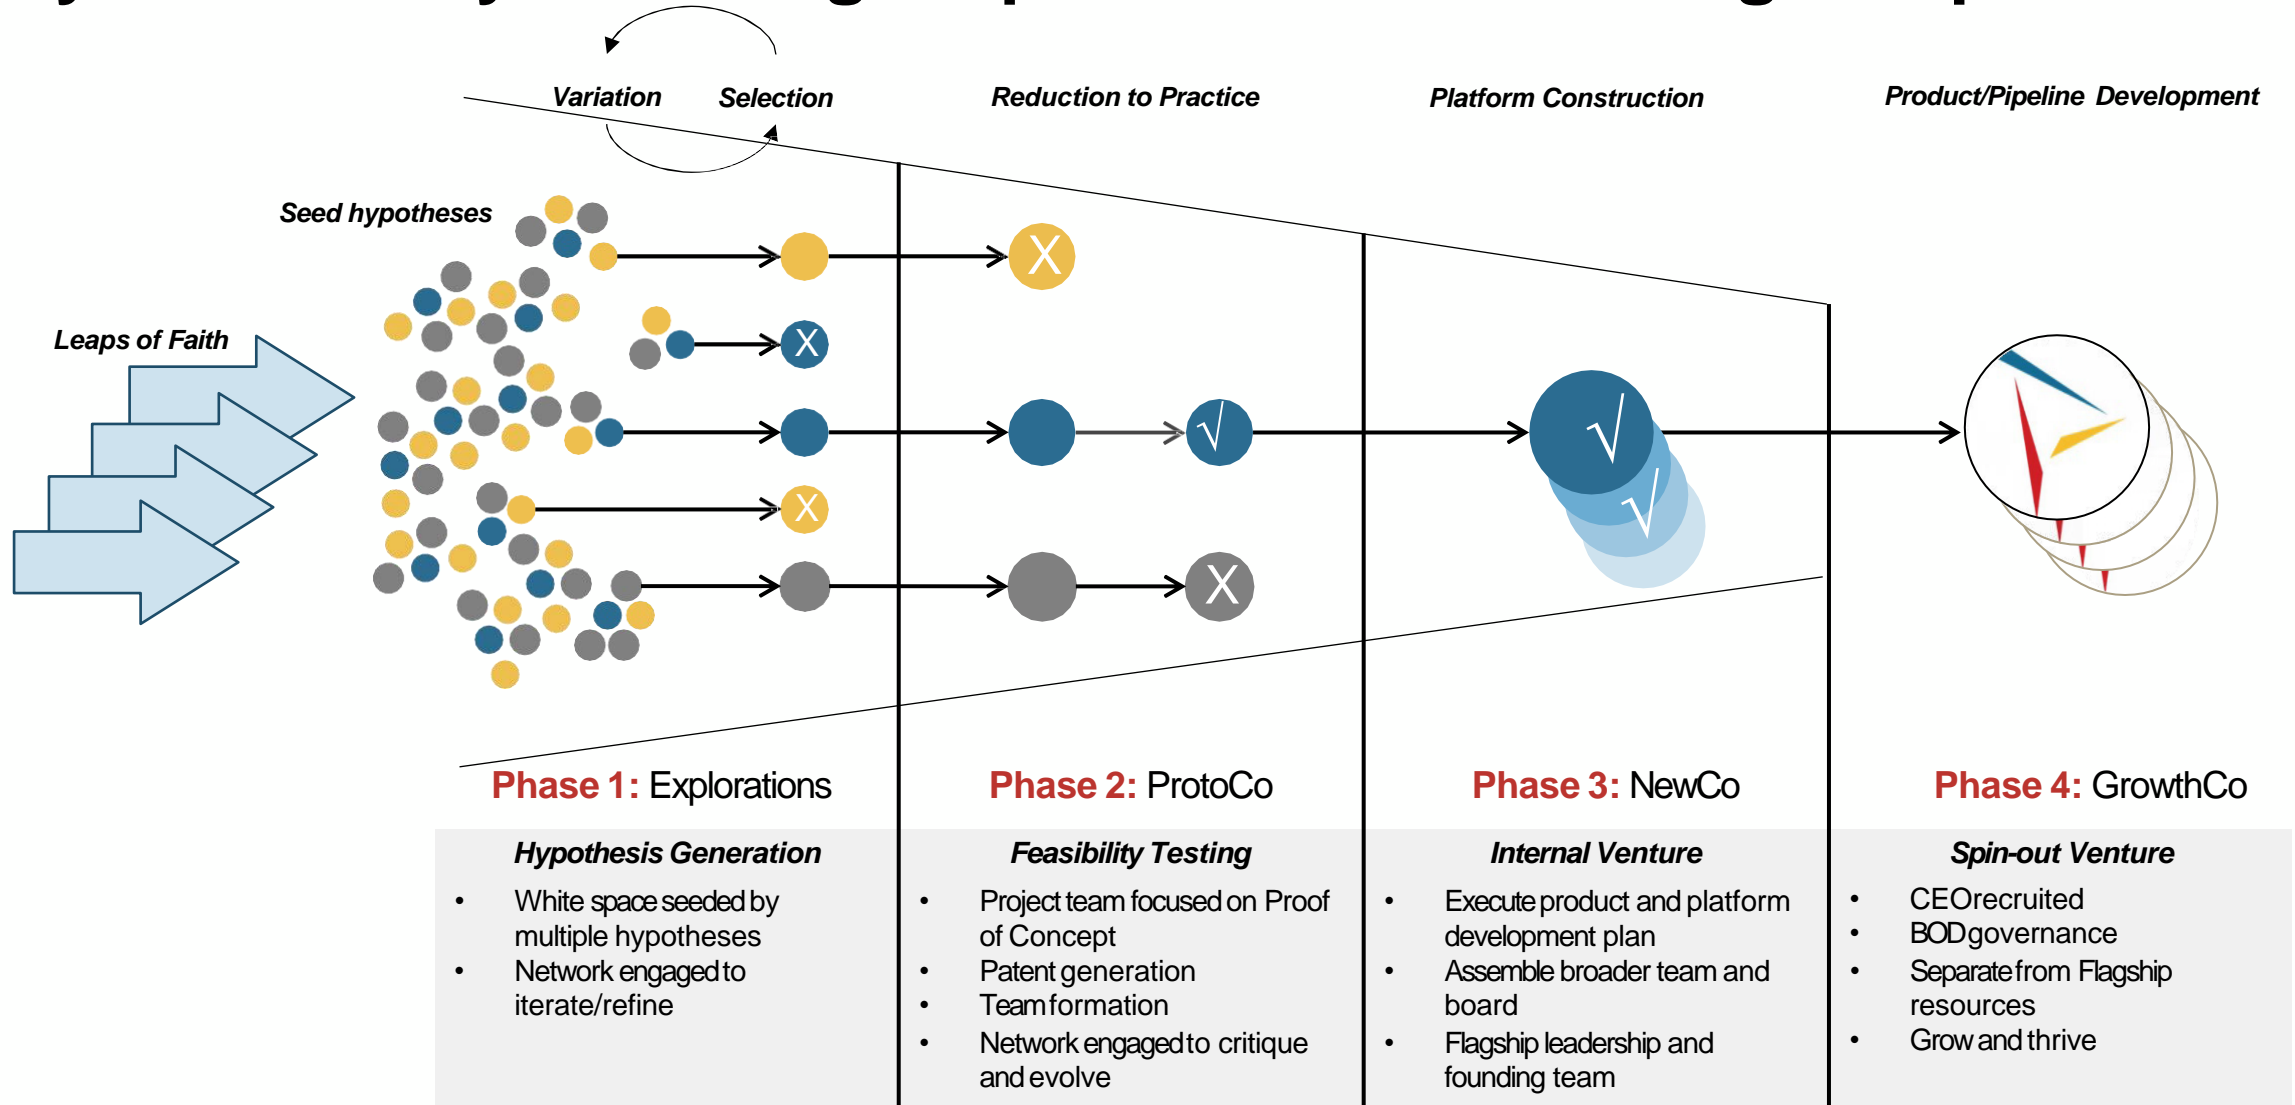 Variation Selection Reduction to Practice Platform Construction Product/Pipeline Development
Seed hypotheses
Leaps of Faith
X
X
√
√
√
X
X
Phase 1: Explorations
Hypothesis Generation
• White space seeded by
multiple hypotheses
• Network engaged to
iterate/refine
Phase 2: ProtoCo
Feasibility Testing
• Project team focused on Proof
of Concept
• Patent generation
• Team formation
• Network engaged to critique
and evolve
Phase 3: NewCo
Internal Venture
• Execute product and platform
development plan
• Assemble broader team and
board
• Flagship leadership and
founding team
Phase 4: GrowthCo
Spin-out Venture
• CEO recruited
• BOD governance
• Separate from Flagship
resources
• Grow and thrive